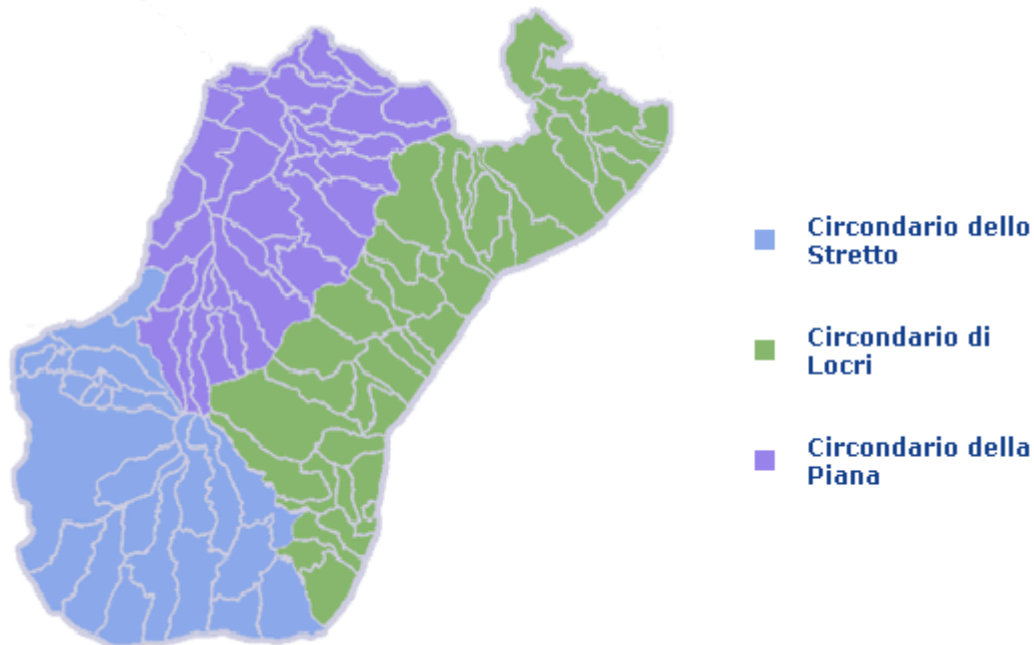 Circondario dello
Stretto
Circondario di
Locri
Circondario della
Piana